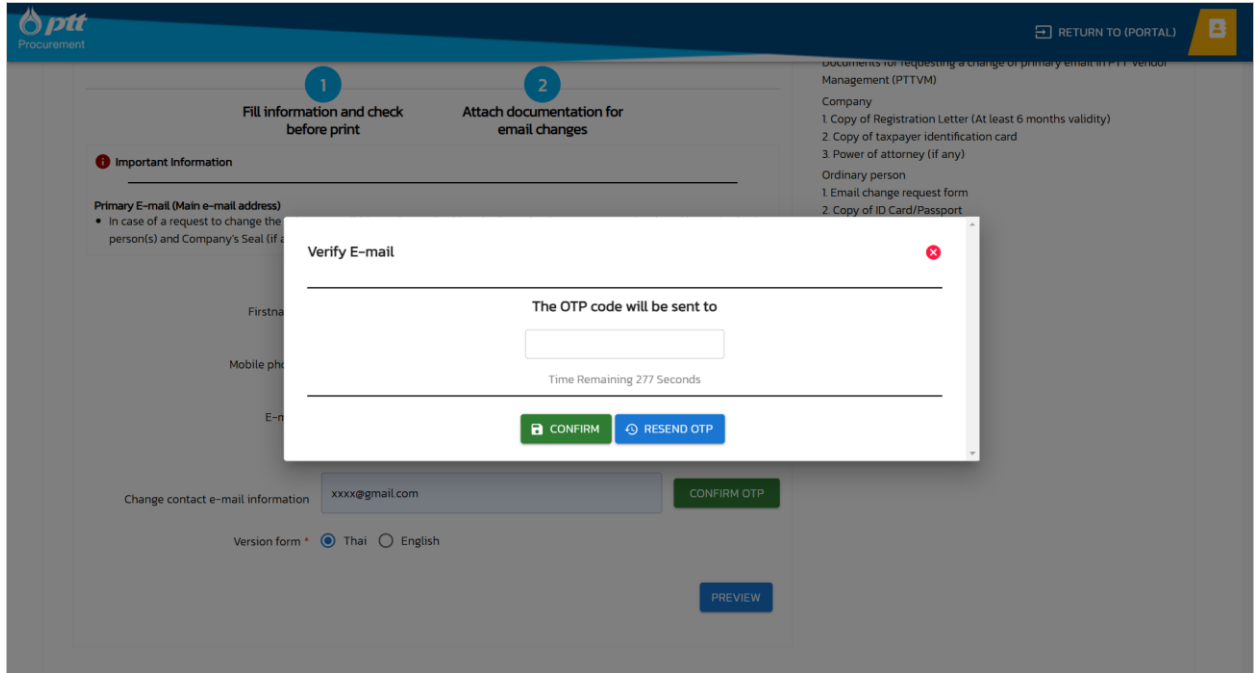 ptt
Procurement
RETURN TO (PORTAL)
1
2
Fill information and check
before print
Attach documentation for
email changes
Important Information
Primary E-mail (Main e-mail address)
• In case of a request to change the
person(s) and Company's Seal (if a
Firstna
Mobile pho
E-m
Change contact e-mail information
xxxx@gmail.com
CONFIRM OTP
Version form *
Thai
English
PREVIEW
Documents for requesting a change of primary email in PTT Vendor
Management (PTTVM)
Company
1. Copy of Registration Letter (At least 6 months validity)
2. Copy of taxpayer identification card
3. Power of attorney (if any)
Ordinary person
1. Email change request form
2. Copy of ID Card/Passport
Verify E-mail
The OTP code will be sent to
Time Remaining 277 Seconds
CONFIRM
RESEND OTP